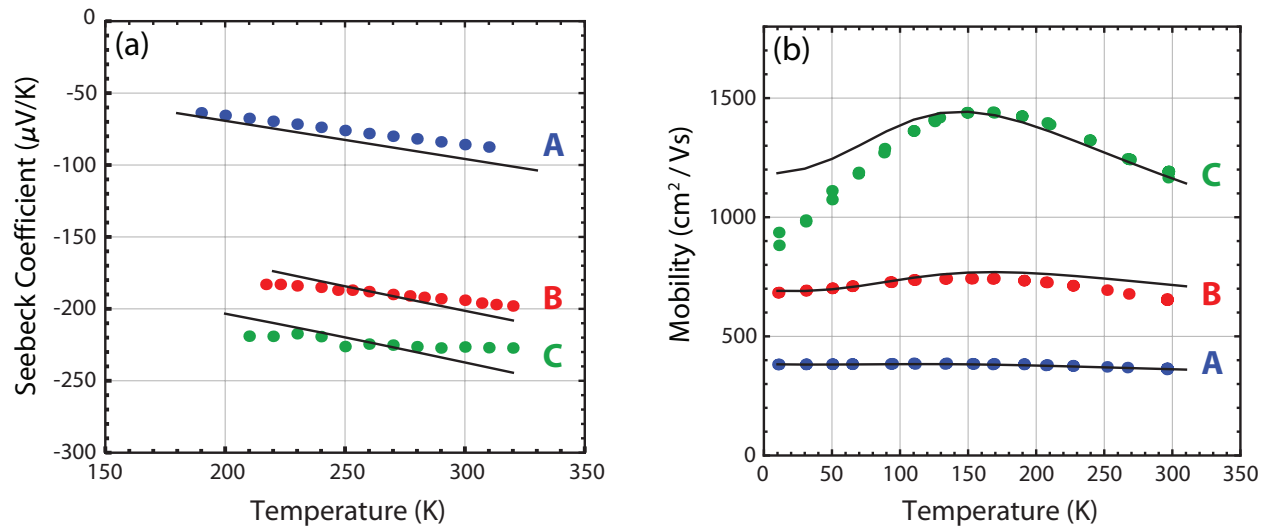 (a)
Seebeck Coefficient (μV/K)
0
-50
-100
-150
-200
-250
-300
A
B
C
150
200
250
300
350
Temperature (K)
(b)
Mobility (cm² / Vs)
1500
1000
500
0
C
B
A
0
50
100
150
200
250
300
350
Temperature (K)